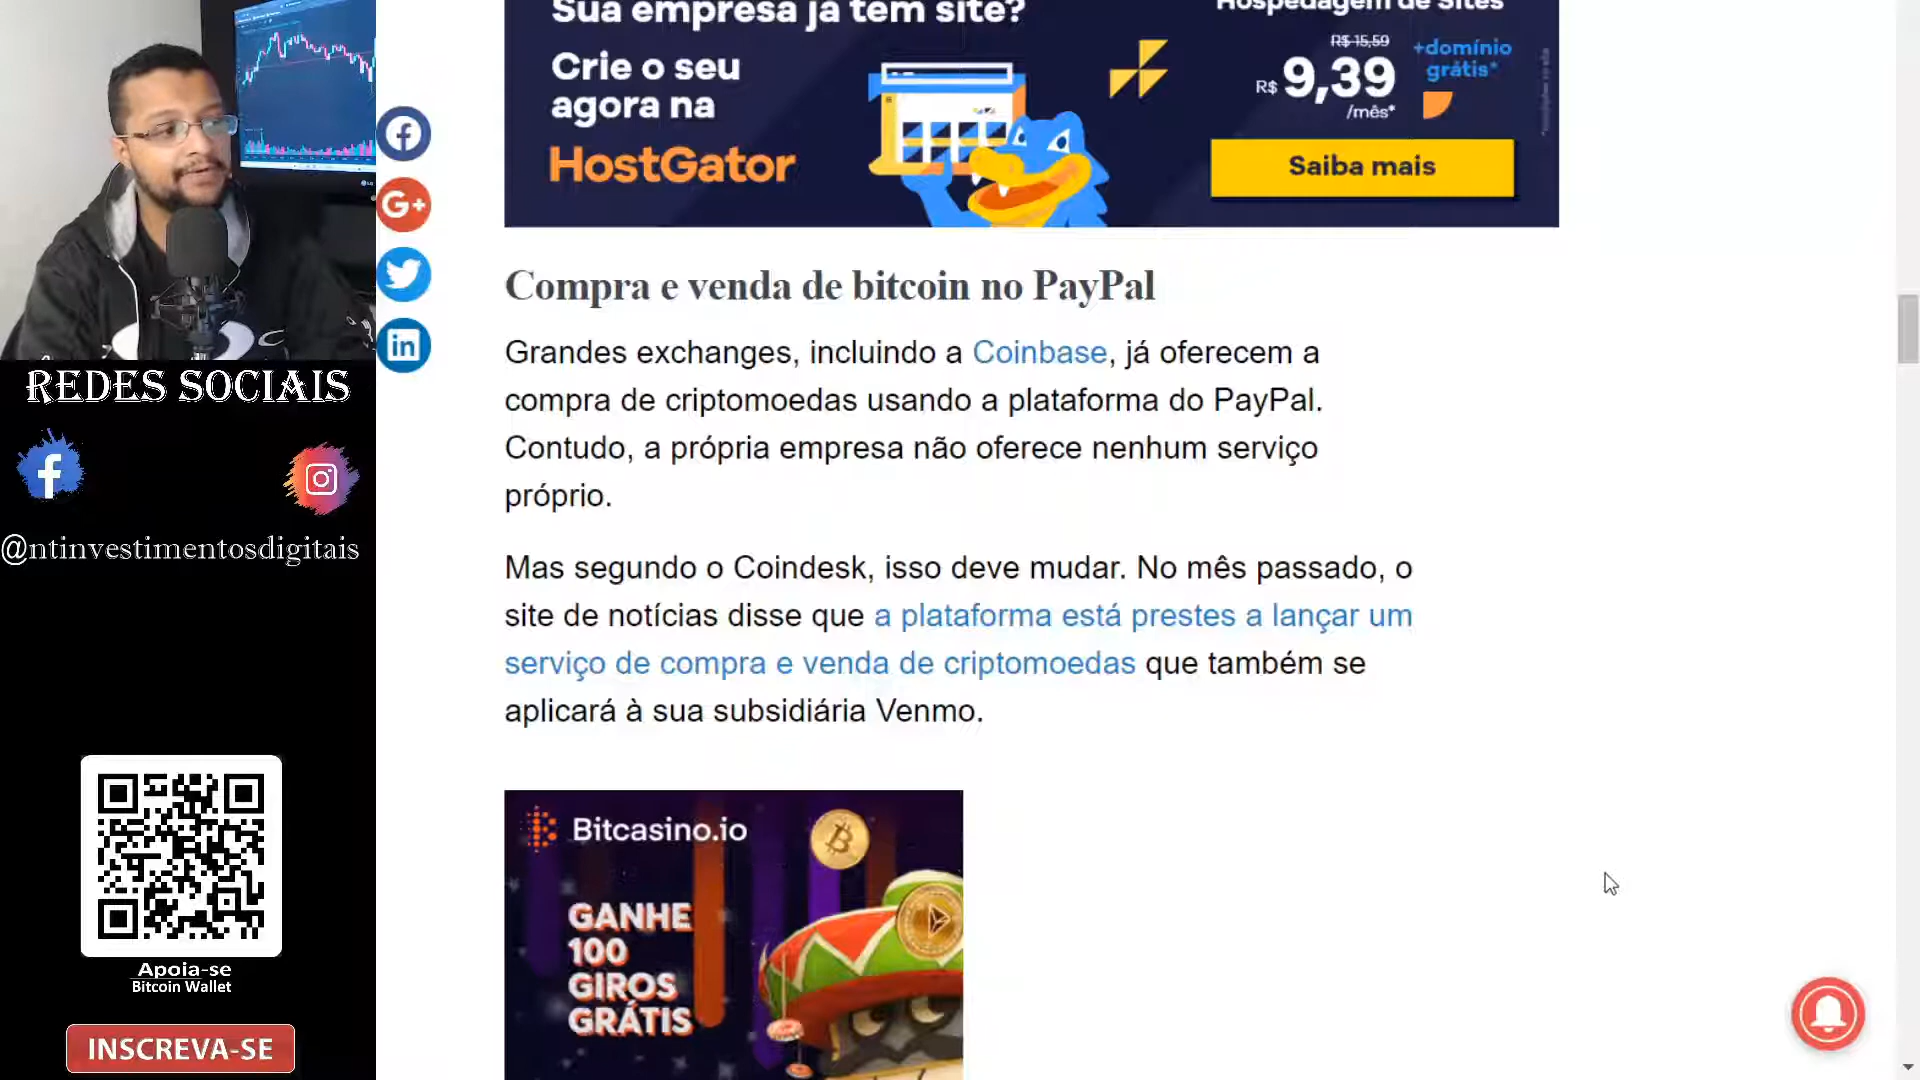 Sua empresa já tem site?
Crie o seu
agora na
HostGator
Hospedagem de Sites
R$ 15,59
R$ 9,39
/mês*
+domínio
grátis*
Saiba mais
Compra e venda de bitcoin no PayPal
Grandes exchanges, incluindo a Coinbase, já oferecem a
compra de criptomoedas usando a plataforma do PayPal.
Contudo, a própria empresa não oferece nenhum serviço
próprio.
Mas segundo o Coindesk, isso deve mudar. No mês passado, o
site de notícias disse que a plataforma está prestes a lançar um
serviço de compra e venda de criptomoedas que também se
aplicará à sua subsidiária Venmo.
Bitcasino.io
GANHE
100
GIROS
GRÁTIS
G+
in
REDES SOCIAIS
@ntinvestimentosdigitais
Apoia-se
Bitcoin Wallet
INSCREVA-SE